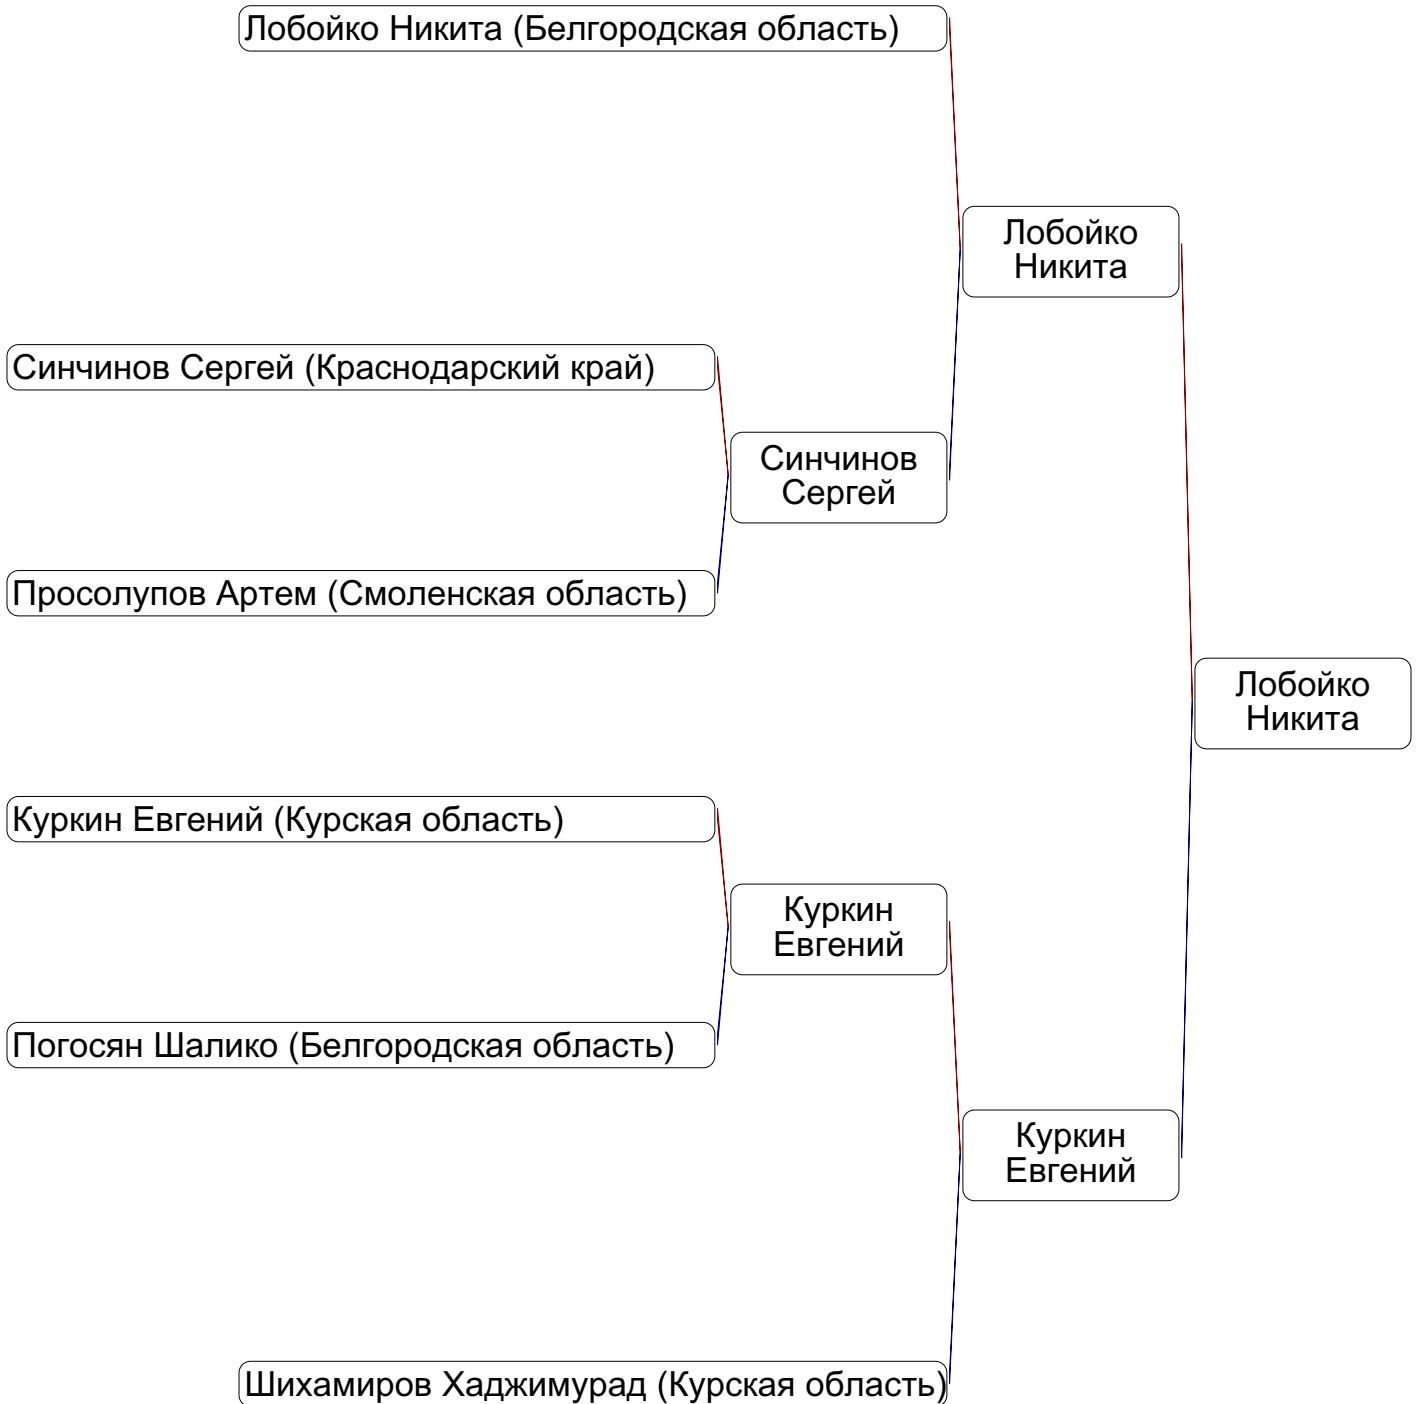 Лобойко Никита (Белгородская область)
Лобойко
Никита
Синчинов Сергей (Краснодарский край)
Синчинов
Сергей
Просолупов Артем (Смоленская область)
Лобойко
Никита
Куркин Евгений (Курская область)
Куркин
Евгений
Погосян Шалико (Белгородская область)
Куркин
Евгений
Шихамиров Хаджимурад (Курская область)